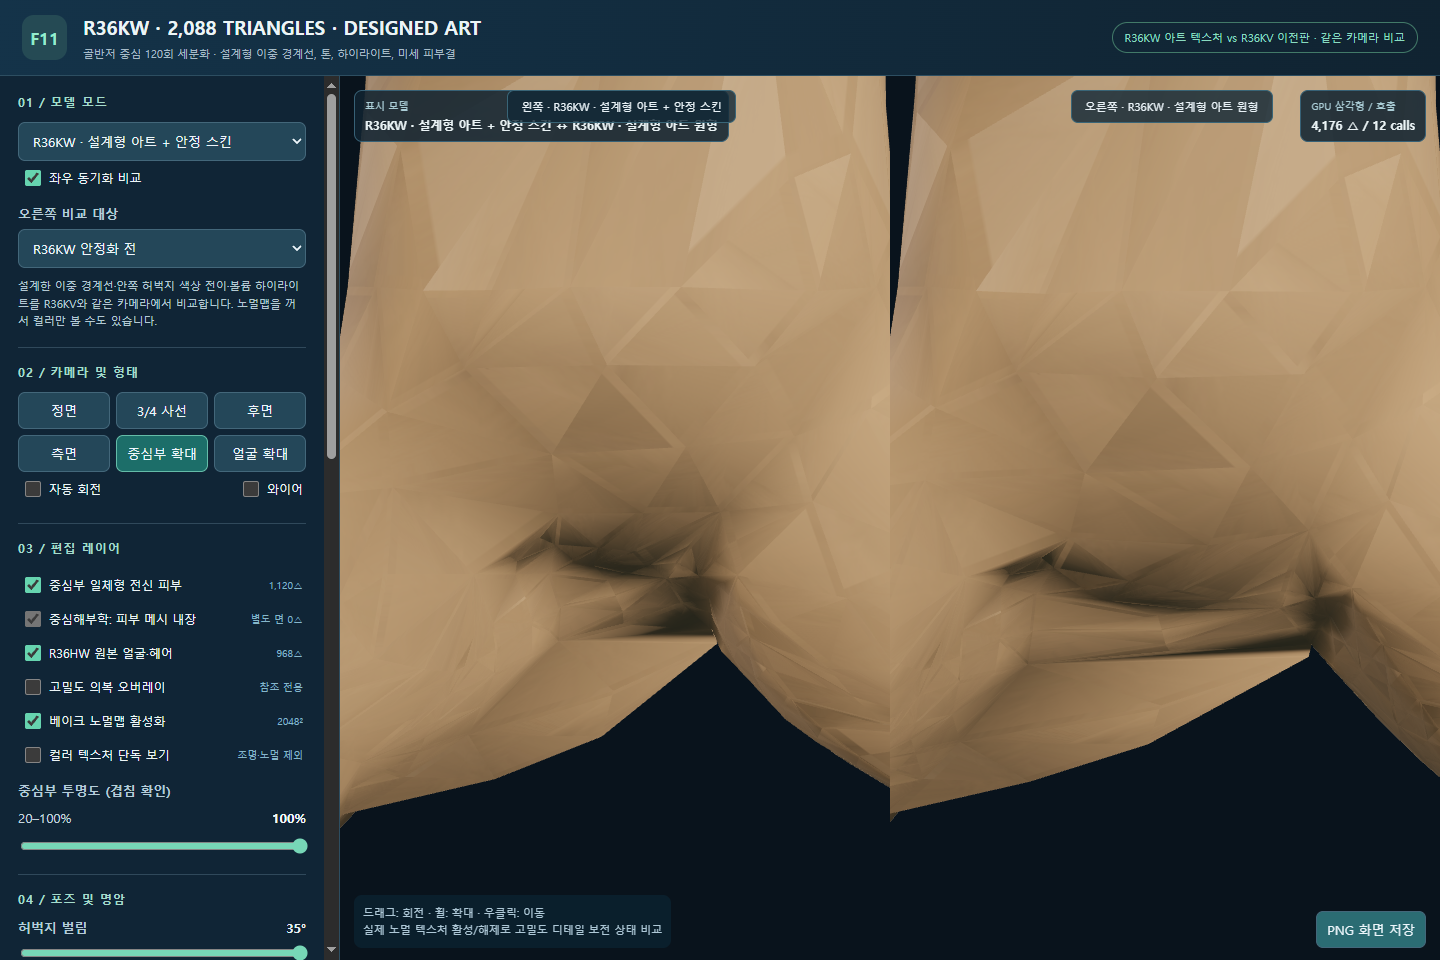 F11
R36KW · 2,088 TRIANGLES · DESIGNED ART
골반저 중심 120회 세분화 · 설계형 이중 경계선, 톤, 하이라이트, 미세 피부결
R36KW 아트 텍스처 vs R36KV 이전판 · 같은 카메라 비교
01 / 모델 모드
R36KW · 설계형 아트 + 안정 스킨
좌우 동기화 비교
오른쪽 비교 대상
R36KW 안정화 전
설계한 이중 경계선·안쪽 허벅지 색상 전이·볼륨 하이라이
트를 R36KV와 같은 카메라에서 비교합니다. 노멀맵을 꺼
서 컬러만 볼 수도 있습니다.
02 / 카메라 및 형태
정면
3/4 사선
후면
측면
중심부 확대
얼굴 확대
자동 회전
와이어
03 / 편집 레이어
중심부 일체형 전신 피부 1,120△
중심해부학: 피부 메시 내장 별도 면 0△
R36HW 원본 얼굴·헤어 968△
고밀도 의복 오버레이 참조 전용
베이크 노멀맵 활성화 2048²
컬러 텍스처 단독 보기 조명·노멀 제외
중심부 투명도 (겹침 확인)
20–100% 100%
04 / 포즈 및 명암
허벅지 벌림 35°
표시 모델
R36KW · 설계형 아트 + 안정 스킨 ↔ R36KW · 설계형 아트 원형
왼쪽 · R36KW · 설계형 아트 + 안정 스킨
오른쪽 · R36KW · 설계형 아트 원형
GPU 삼각형 / 호출
4,176 △ / 12 calls
드래그: 회전 · 휠: 확대 · 우클릭: 이동
실제 노멀 텍스처 활성/해제로 고밀도 디테일 보전 상태 비교
PNG 화면 저장